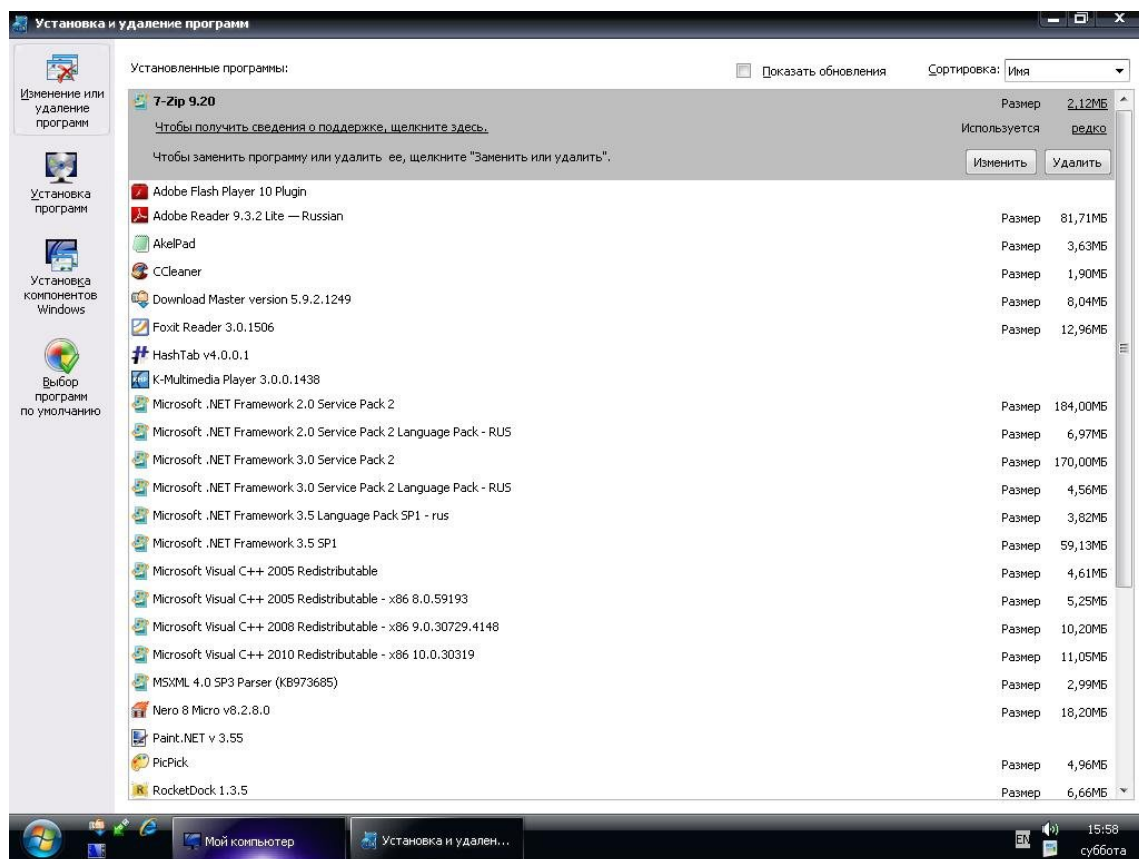 Установка и удаление программ
Изменение или удаление программ
Установка программ
Установка компонентов Windows
Выбор программ по умолчанию
Установленные программы:
Показать обновления
Сортировка: Имя
7-Zip 9.20 Размер 2,12МБ
Чтобы получить сведения о поддержке, щелкните здесь. Используется редко
Чтобы заменить программу или удалить ее, щелкните "Заменить или удалить". Изменить Удалить
Adobe Flash Player 10 Plugin
Adobe Reader 9.3.2 Lite — Russian Размер 81,71МБ
AkelPad Размер 3,63МБ
CCleaner Размер 1,90МБ
Download Master version 5.9.2.1249 Размер 8,04МБ
Foxit Reader 3.0.1506 Размер 12,96МБ
HashTab v4.0.0.1
K-Multimedia Player 3.0.0.1438
Microsoft .NET Framework 2.0 Service Pack 2 Размер 184,00МБ
Microsoft .NET Framework 2.0 Service Pack 2 Language Pack - RUS Размер 6,97МБ
Microsoft .NET Framework 3.0 Service Pack 2 Размер 170,00МБ
Microsoft .NET Framework 3.0 Service Pack 2 Language Pack - RUS Размер 4,56МБ
Microsoft .NET Framework 3.5 Language Pack SP1 - rus Размер 3,82МБ
Microsoft .NET Framework 3.5 SP1 Размер 59,13МБ
Microsoft Visual C++ 2005 Redistributable Размер 4,61МБ
Microsoft Visual C++ 2005 Redistributable - x86 8.0.59193 Размер 5,25МБ
Microsoft Visual C++ 2008 Redistributable - x86 9.0.30729.4148 Размер 10,20МБ
Microsoft Visual C++ 2010 Redistributable - x86 10.0.30319 Размер 11,05МБ
MSXML 4.0 SP3 Parser (KB973685) Размер 2,99МБ
Nero 8 Micro v8.2.8.0 Размер 18,20МБ
Paint.NET v 3.55
PicPick Размер 4,96МБ
RocketDock 1.3.5 Размер 6,66МБ
Мой компьютер
Установка и удален...
EN
15:58
суббота